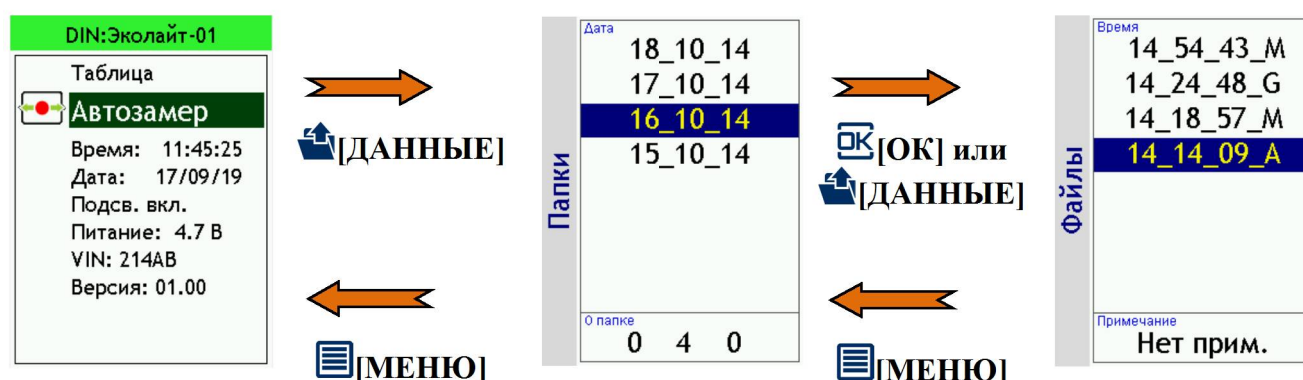 DIN:Эколайт-01
Таблица
Автозамер
Время: 11:45:25
Дата: 17/09/19
Подсв. вкл.
Питание: 4.7 В
VIN: 214AB
Версия: 01.00
[ДАННЫЕ]
[МЕНЮ]
Папки
Дата
18_10_14
17_10_14
16_10_14
15_10_14
О папке
0 4 0
OK[ОК] или
[ДАННЫЕ]
[МЕНЮ]
Файлы
Время
14_54_43_M
14_24_48_G
14_18_57_M
14_14_09_A
Примечание
Нет прим.